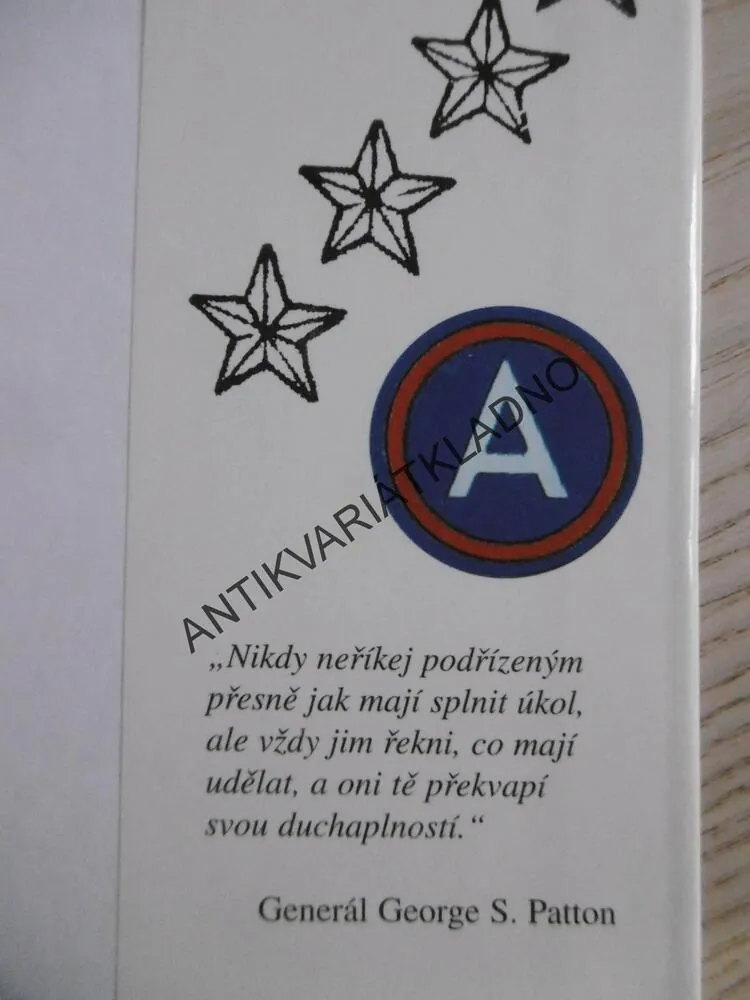 A
ANTIKVARIÁTKLADNO
„Nikdy neříkej podřízeným
přesně jak mají splnit úkol,
ale vždy jim řekni, co mají
udělat, a oni tě překvapí
svou duchaplností.“
Generál George S. Patton